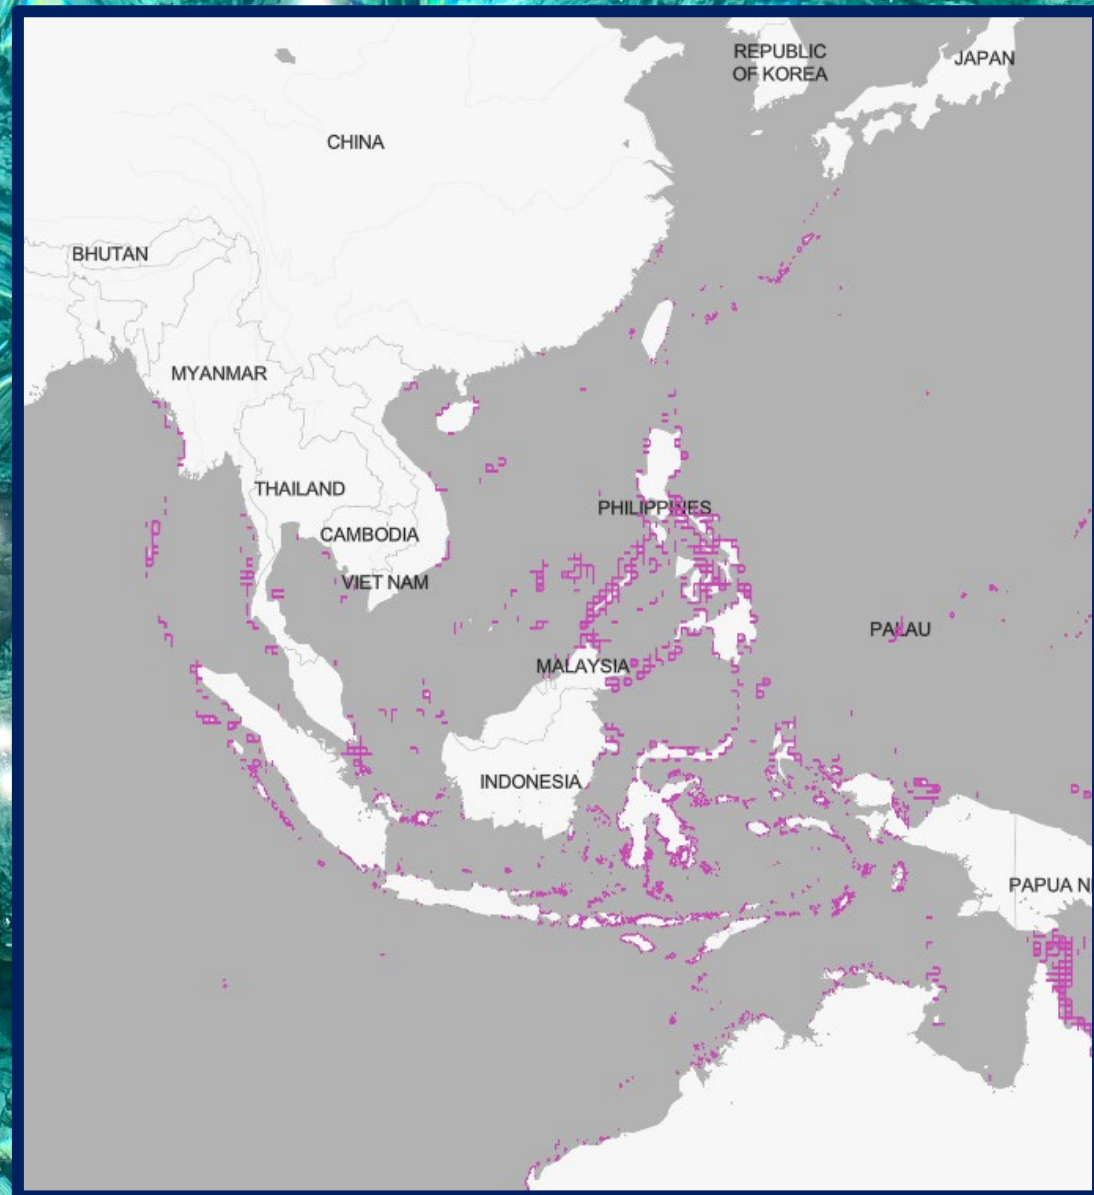 REPUBLIC
OF KOREA
JAPAN
CHINA
BHUTAN
MYANMAR
THAILAND
PHILIPPINES
CAMBODIA
VIET NAM
PALAU
MALAYSIA
INDONESIA
PAPUA N